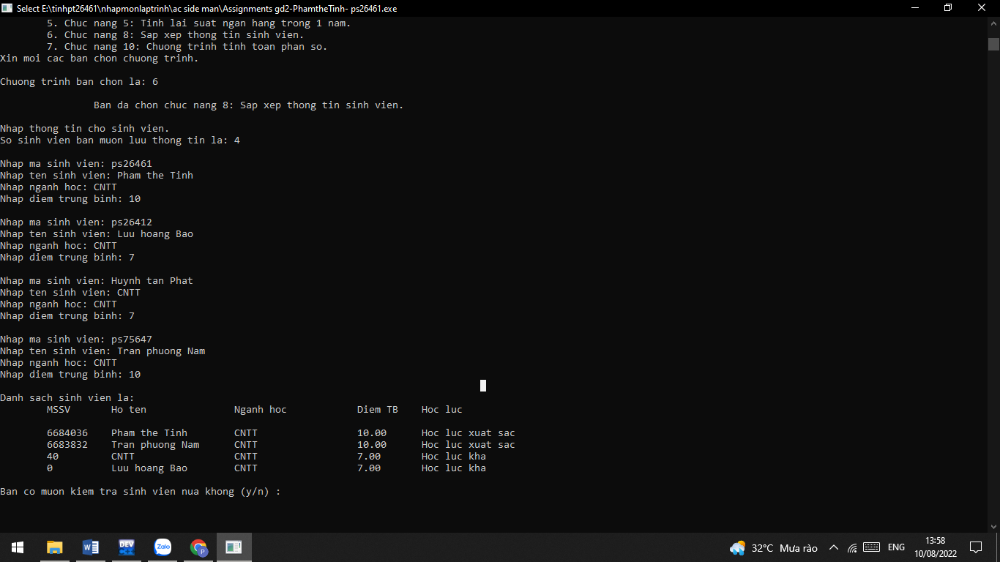 Select E:\tinhpt26461\nhapmonlaptrinh\ac side man\Assignments gd2-PhamtheTinh- ps26461.exe
5. Chuc nang 5: Tinh lai suat ngan hang trong 1 nam.
6. Chuc nang 8: Sap xep thong tin sinh vien.
7. Chuc nang 10: Chuong trinh tinh toan phan so.
Xin moi cac ban chon chuong trinh.
Chuong trinh ban chon la: 6
Ban da chon chuc nang 8: Sap xep thong tin sinh vien.
Nhap thong tin cho sinh vien.
So sinh vien ban muon luu thong tin la: 4
Nhap ma sinh vien: ps26461
Nhap ten sinh vien: Pham the Tinh
Nhap nganh hoc: CNTT
Nhap diem trung binh: 10
Nhap ma sinh vien: ps26412
Nhap ten sinh vien: Luu hoang Bao
Nhap nganh hoc: CNTT
Nhap diem trung binh: 7
Nhap ma sinh vien: Huynh tan Phat
Nhap ten sinh vien: CNTT
Nhap nganh hoc: CNTT
Nhap diem trung binh: 7
Nhap ma sinh vien: ps75647
Nhap ten sinh vien: Tran phuong Nam
Nhap nganh hoc: CNTT
Nhap diem trung binh: 10
Danh sach sinh vien la:
MSSV Ho ten Nganh hoc Diem TB Hoc luc
6684036 Pham the Tinh CNTT 10.00 Hoc luc xuat sac
6683832 Tran phuong Nam CNTT 10.00 Hoc luc xuat sac
40 CNTT CNTT 7.00 Hoc luc kha
0 Luu hoang Bao CNTT 7.00 Hoc luc kha
Ban co muon kiem tra sinh vien nua khong (y/n) :
DEV
Zalo
P
32°C Mưa rào
ENG
13:58
10/08/2022